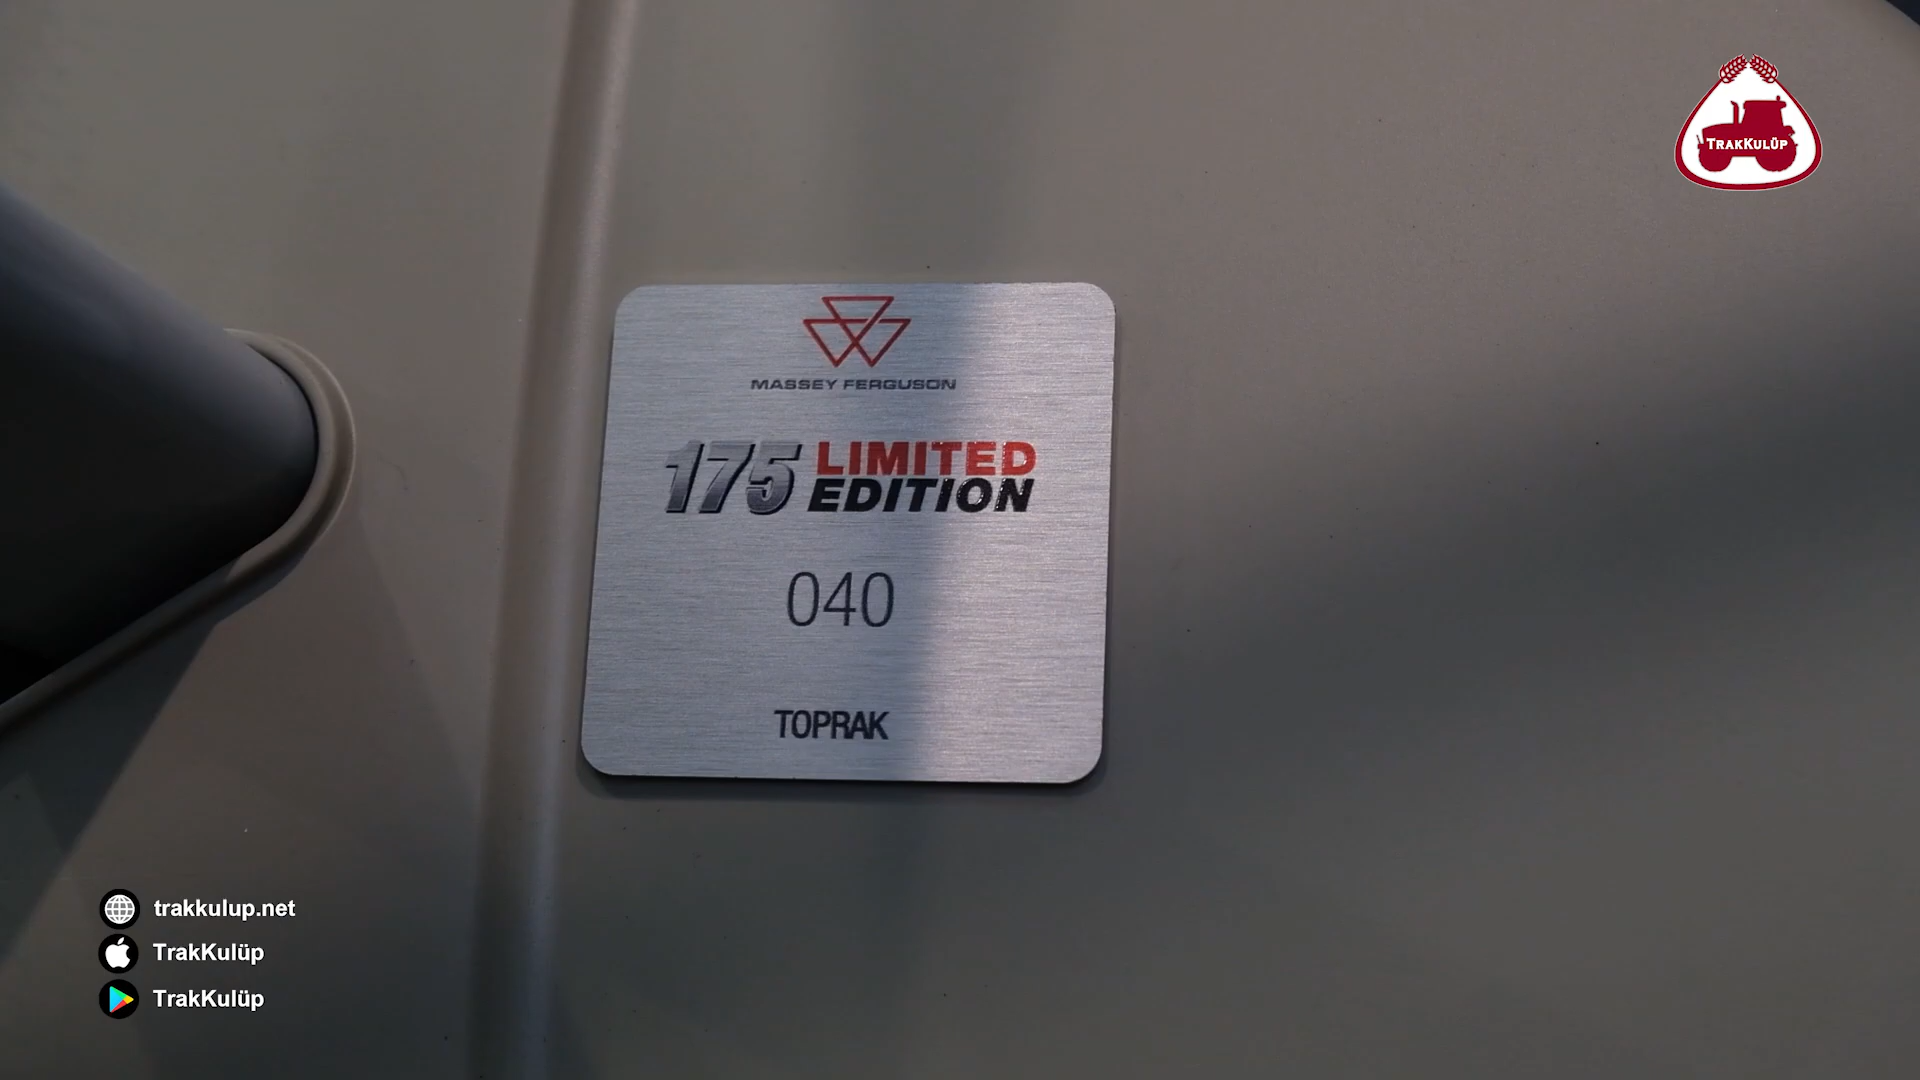 TRAKKULÜP
MASSEY FERGUSON
175 LIMITED
EDITION
040
TOPRAK
trakkulup.net
TrakKulüp
TrakKulüp